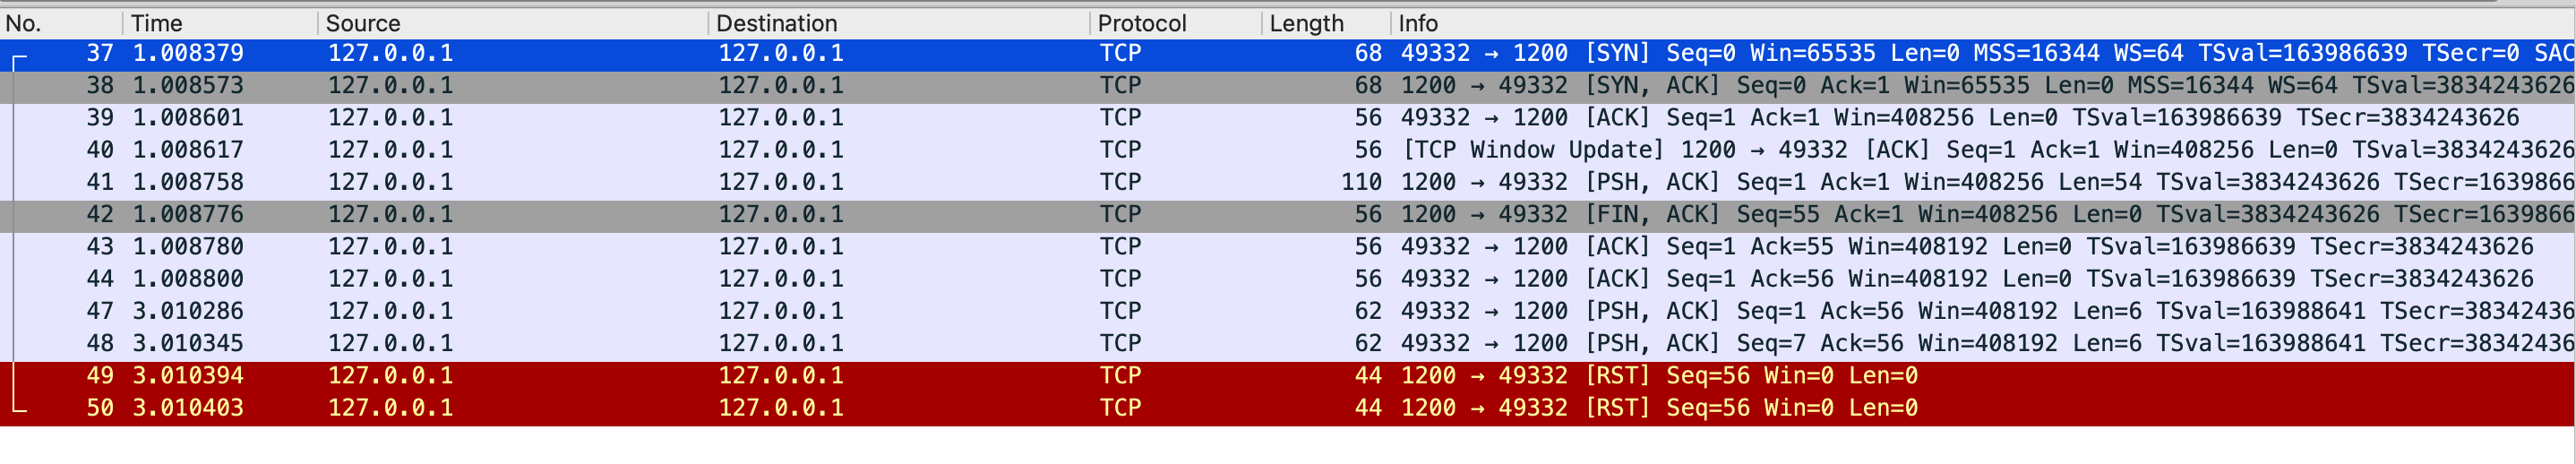 No. Time Source Destination Protocol Length Info
37 1.008379 127.0.0.1 127.0.0.1 TCP 68 49332 → 1200 [SYN] Seq=0 Win=65535 Len=0 MSS=16344 WS=64 TSval=163986639 TSecr=0 SAC
38 1.008573 127.0.0.1 127.0.0.1 TCP 68 1200 → 49332 [SYN, ACK] Seq=0 Ack=1 Win=65535 Len=0 MSS=16344 WS=64 TSval=3834243626
39 1.008601 127.0.0.1 127.0.0.1 TCP 56 49332 → 1200 [ACK] Seq=1 Ack=1 Win=408256 Len=0 TSval=163986639 TSecr=3834243626
40 1.008617 127.0.0.1 127.0.0.1 TCP 56 [TCP Window Update] 1200 → 49332 [ACK] Seq=1 Ack=1 Win=408256 Len=0 TSval=3834243626
41 1.008758 127.0.0.1 127.0.0.1 TCP 110 1200 → 49332 [PSH, ACK] Seq=1 Ack=1 Win=408256 Len=54 TSval=3834243626 TSecr=1639866
42 1.008776 127.0.0.1 127.0.0.1 TCP 56 1200 → 49332 [FIN, ACK] Seq=55 Ack=1 Win=408256 Len=0 TSval=3834243626 TSecr=1639866
43 1.008780 127.0.0.1 127.0.0.1 TCP 56 49332 → 1200 [ACK] Seq=1 Ack=55 Win=408192 Len=0 TSval=163986639 TSecr=3834243626
44 1.008800 127.0.0.1 127.0.0.1 TCP 56 49332 → 1200 [ACK] Seq=1 Ack=56 Win=408192 Len=0 TSval=163986639 TSecr=3834243626
47 3.010286 127.0.0.1 127.0.0.1 TCP 62 49332 → 1200 [PSH, ACK] Seq=1 Ack=56 Win=408192 Len=6 TSval=163988641 TSecr=38342436
48 3.010345 127.0.0.1 127.0.0.1 TCP 62 49332 → 1200 [PSH, ACK] Seq=7 Ack=56 Win=408192 Len=6 TSval=163988641 TSecr=38342436
49 3.010394 127.0.0.1 127.0.0.1 TCP 44 1200 → 49332 [RST] Seq=56 Win=0 Len=0
50 3.010403 127.0.0.1 127.0.0.1 TCP 44 1200 → 49332 [RST] Seq=56 Win=0 Len=0